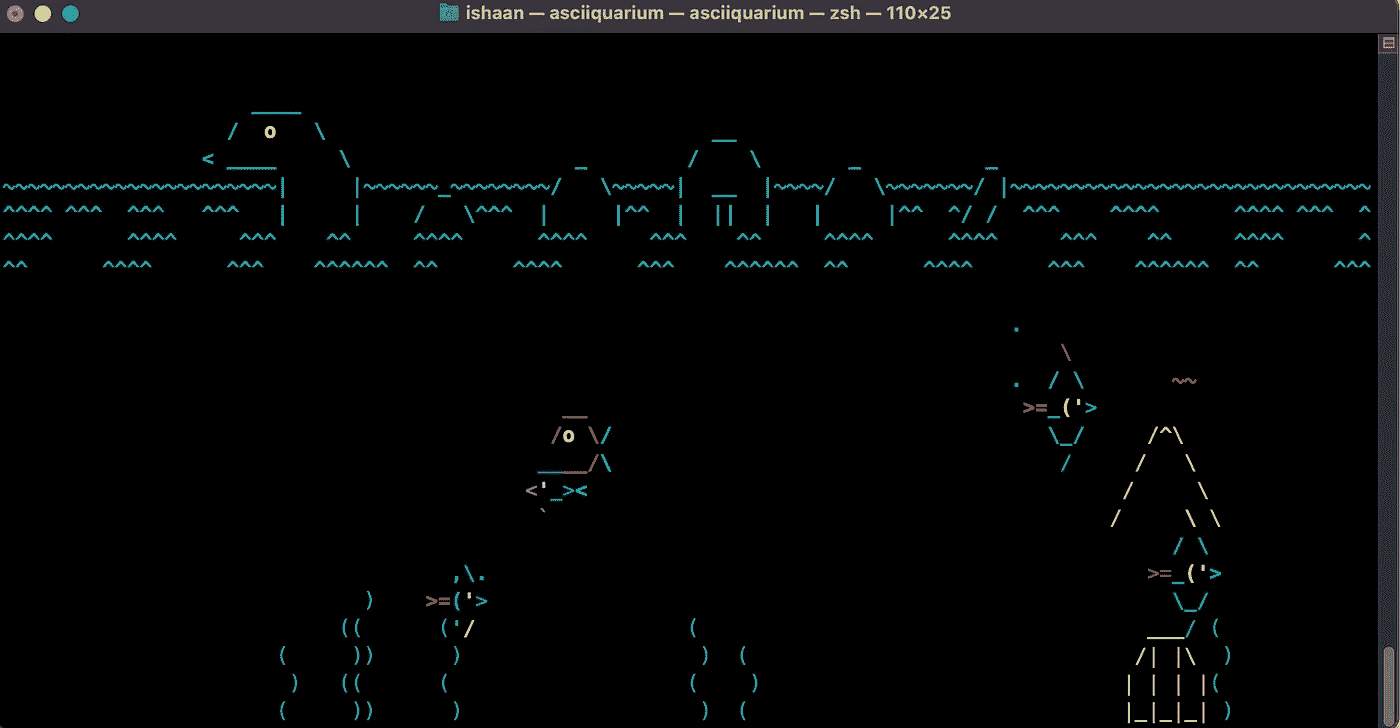 ishaan — asciiquarium — asciiquarium — zsh — 110×25